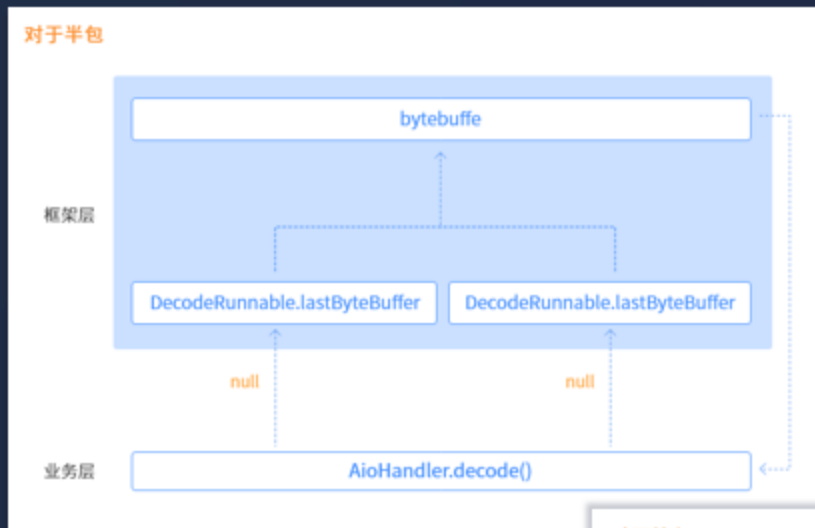 对于半包
bytebuffe
框架层
DecodeRunnable.lastByteBuffer DecodeRunnable.lastByteBuffer
null null
业务层
AioHandler.decode()